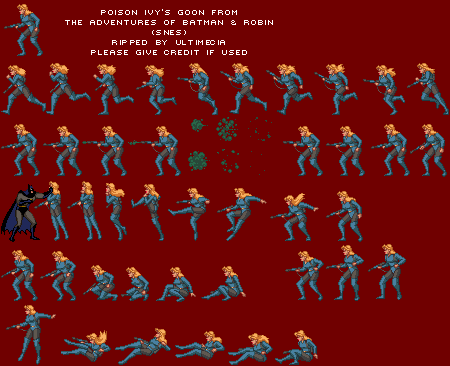 POISON IVY'S GOON FROM
THE ADVENTURES OF BATMAN & ROBIN
(SNES)
RIPPED BY ULTIMECIA
PLEASE GIVE CREDIT IF USED